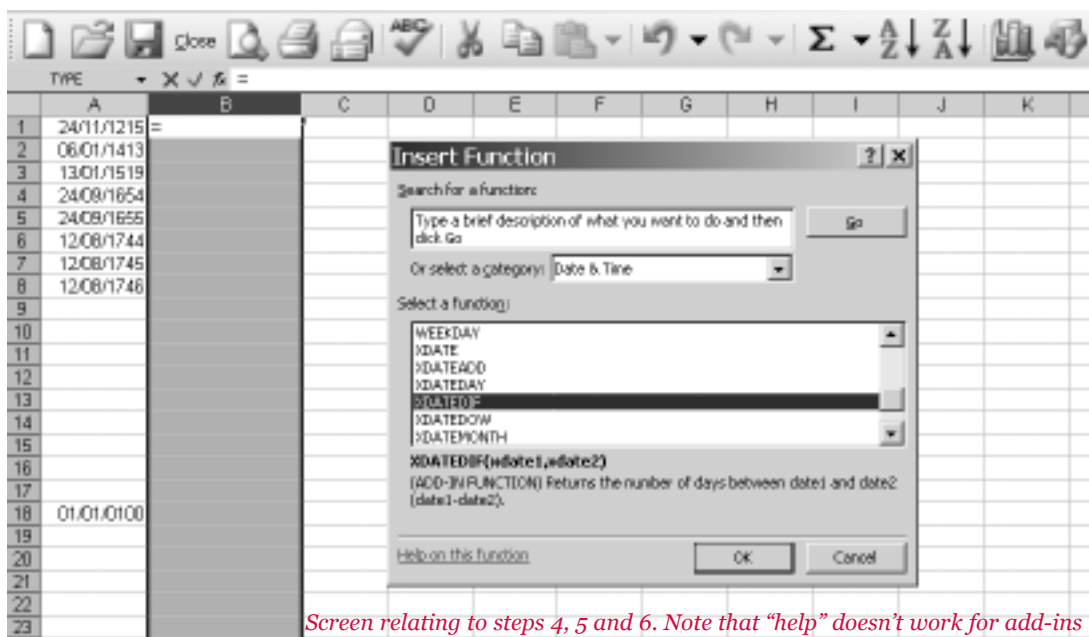 Close ABC Σ A Z Z A
TYPE =
A B C D E F G H I J K
1 24/11/1215 =
2 06/01/1413
3 13/01/1519
4 24/09/1654
5 24/09/1655
6 12/08/1744
7 12/08/1745
8 12/08/1746
9
10
11
12
13
14
15
16
17
18 01/01/0100
19
20
21
22
23
Insert Function
Search for a function:
Type a brief description of what you want to do and then
click Go
Go
Or select a category: Date & Time
Select a function:
WEEKDAY
XDATE
XDATEADD
XDATEDAY
XDATEDIF
XDATEDOW
XDATEMONTH
XDATEDIF(xdate1,xdate2)
(ADD-IN FUNCTION) Returns the number of days between date1 and date2
(date1-date2).
Help on this function
OK Cancel
Screen relating to steps 4, 5 and 6. Note that “help” doesn’t work for add-ins